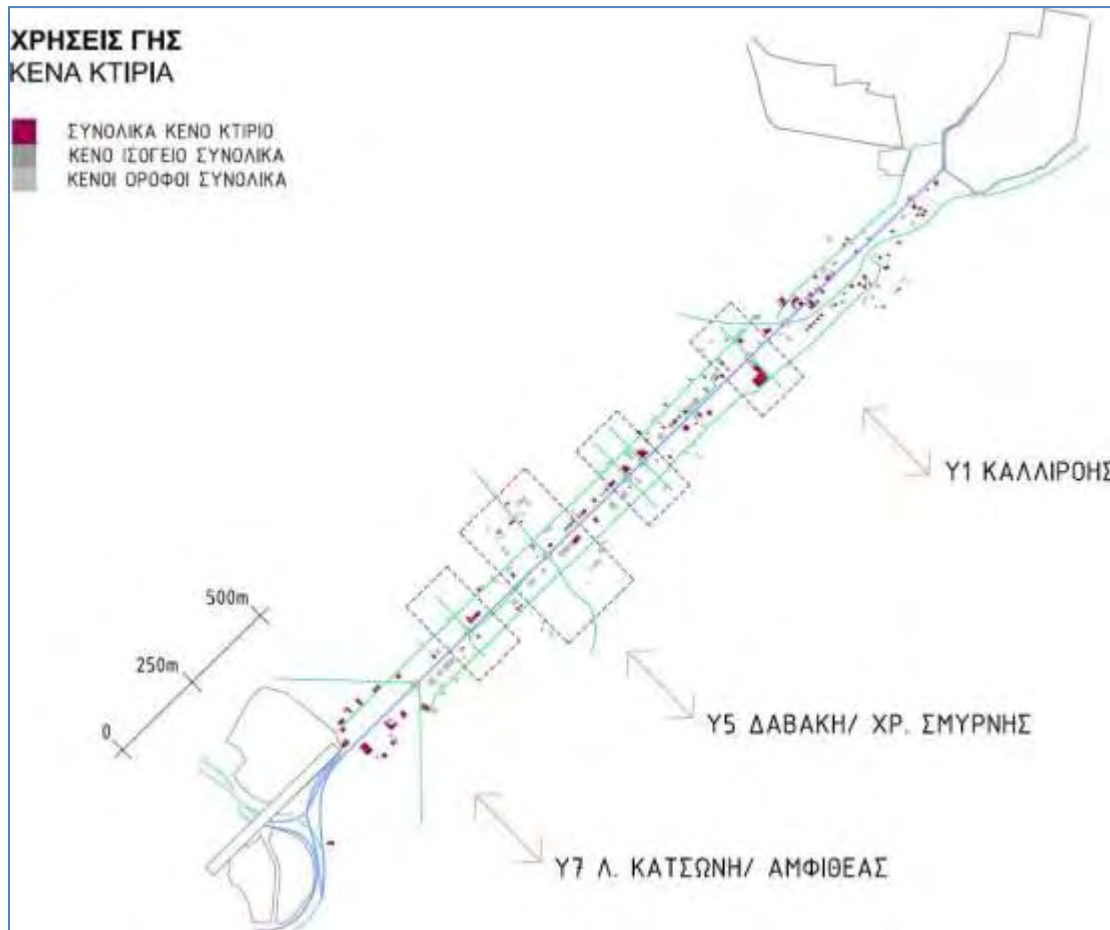 ΧΡΗΣΕΙΣ ΓΗΣ
ΚΕΝΑ ΚΤΙΡΙΑ
ΣΥΝΟΛΙΚΑ ΚΕΝΟ ΚΤΙΡΙΟ
ΚΕΝΟ ΙΣΟΓΕΙΟ ΣΥΝΟΛΙΚΑ
ΚΕΝΟΙ ΟΡΟΦΟΙ ΣΥΝΟΛΙΚΑ
Υ1 ΚΑΛΛΙΡΟΗΣ
500m
250m
0
Υ5 ΔΑΒΑΚΗ/ ΧΡ. ΣΜΥΡΝΗΣ
Υ7 Λ. ΚΑΤΣΩΝΗ/ ΑΜΦΙΘΕΑΣ